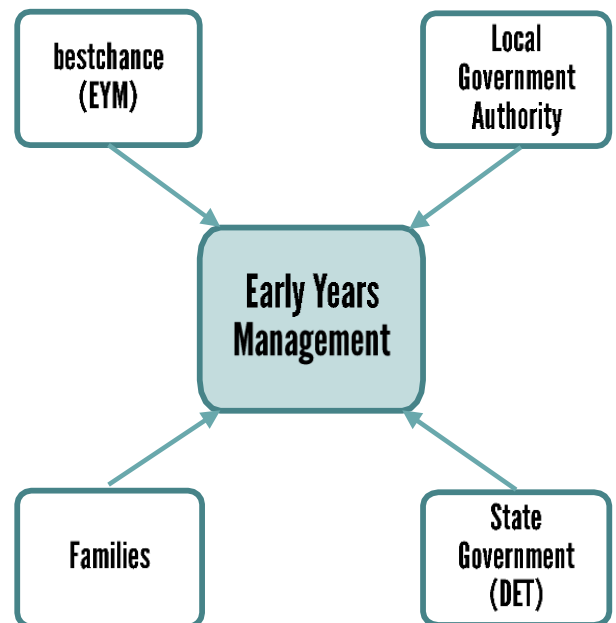 bestchance
(EYM)
Local
Government
Authority
Early Years
Management
Families
State
Government
(DET)